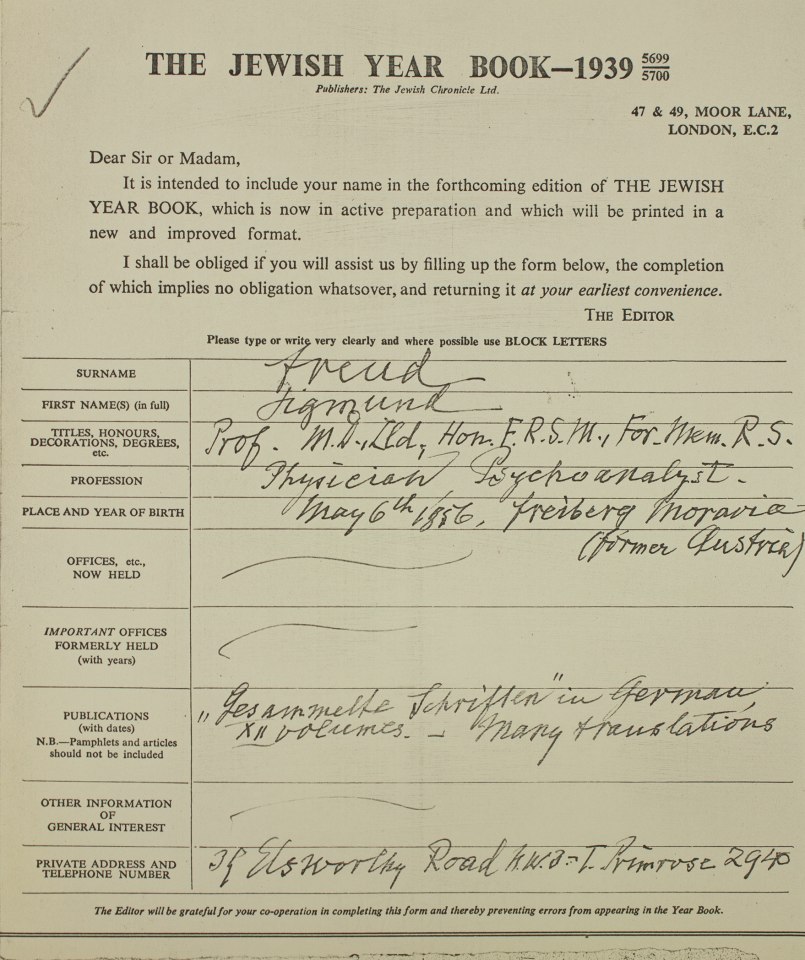 THE JEWISH YEAR BOOK—1939 5699
5700
Publishers: The Jewish Chronicle Ltd.
47 & 49, MOOR LANE,
LONDON, E.C.2
Dear Sir or Madam,
It is intended to include your name in the forthcoming edition of THE JEWISH
YEAR BOOK, which is now in active preparation and which will be printed in a
new and improved format.
I shall be obliged if you will assist us by filling up the form below, the completion
of which implies no obligation whatsoever, and returning it at your earliest convenience.
THE EDITOR
Please type or write very clearly and where possible use BLOCK LETTERS
SURNAME Freud
FIRST NAME(S) (in full) Sigmund
TITLES, HONOURS,
DECORATIONS, DEGREES,
etc.
Prof. M.D., LLd, Hon. F.R.S.M., For. Mem. R.S.
PROFESSION Physician Psychoanalyst.
PLACE AND YEAR OF BIRTH May 6th 1856, Freiberg Moravia
(former Austria)
OFFICES, etc.,
NOW HELD
IMPORTANT OFFICES
FORMERLY HELD
(with years)
PUBLICATIONS
(with dates)
N.B.—Pamphlets and articles
should not be included
„Gesammelte Schriften" in German,
XII volumes. — Many translations
OTHER INFORMATION
OF
GENERAL INTEREST
PRIVATE ADDRESS AND
TELEPHONE NUMBER
39 Elsworthy Road N.W.3 - T. Primrose 2940
The Editor will be grateful for your co-operation in completing this form and thereby preventing errors from appearing in the Year Book.